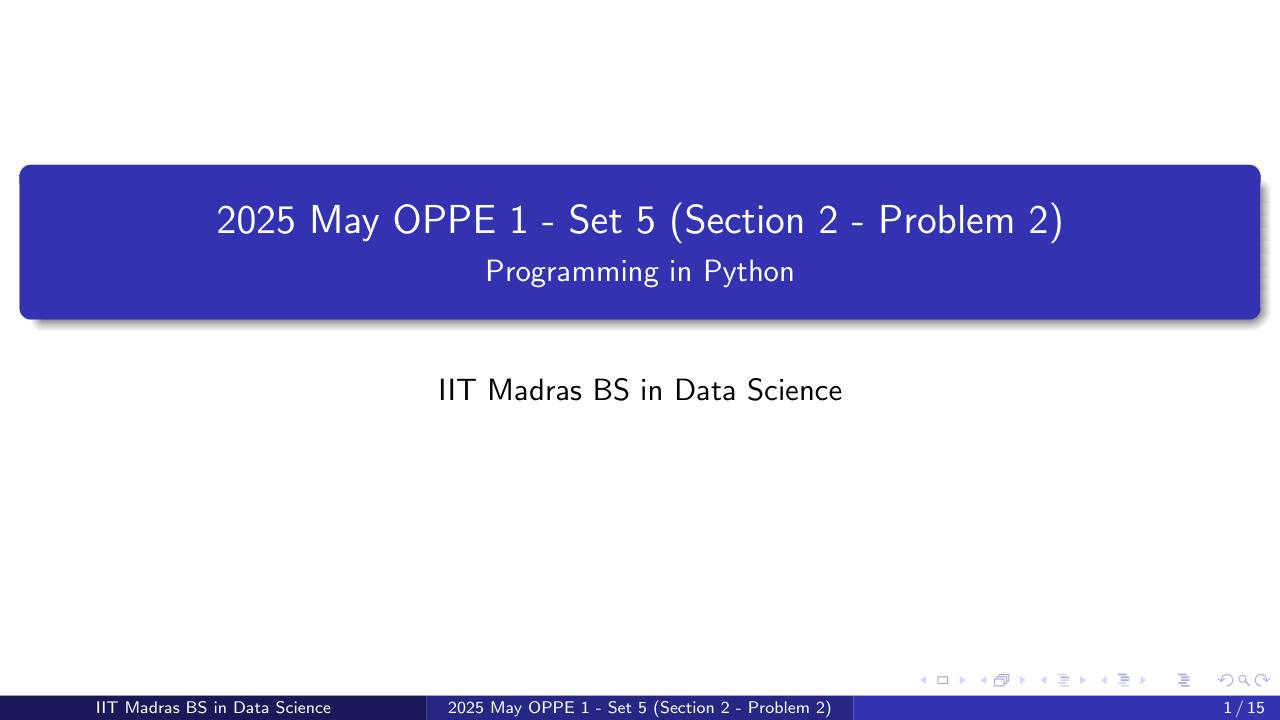 2025 May OPPE 1 - Set 5 (Section 2 - Problem 2)
Programming in Python
IIT Madras BS in Data Science
IIT Madras BS in Data Science
2025 May OPPE 1 - Set 5 (Section 2 - Problem 2)
1 / 15